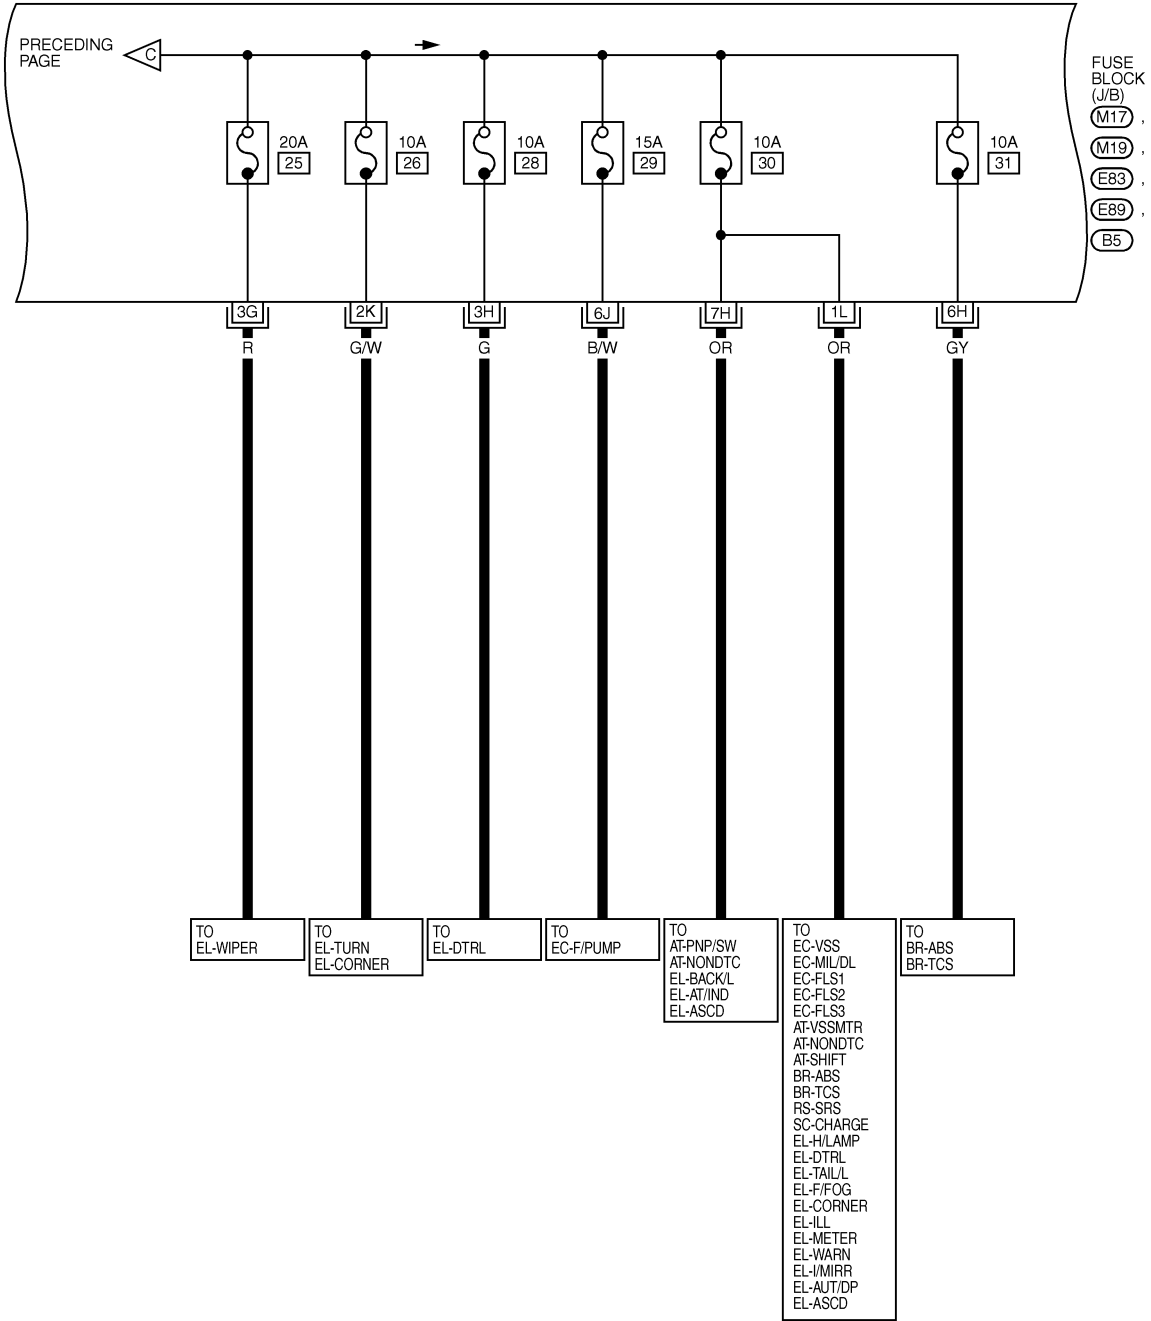 PRECEDING
PAGE
C
FUSE
BLOCK
(J/B)
M17 ,
M19 ,
E83 ,
E89 ,
B5
20A
25
10A
26
10A
28
15A
29
10A
30
10A
31
3G
2K
3H
6J
7H
1L
6H
R
G/W
G
B/W
OR
OR
GY
TO
EL-WIPER
TO
EL-TURN
EL-CORNER
TO
EL-DTRL
TO
EC-F/PUMP
TO
AT-PNP/SW
AT-NONDTC
EL-BACK/L
EL-AT/IND
EL-ASCD
TO
EC-VSS
EC-MIL/DL
EC-FLS1
EC-FLS2
EC-FLS3
AT-VSSMTR
AT-NONDTC
AT-SHIFT
BR-ABS
BR-TCS
RS-SRS
SC-CHARGE
EL-H/LAMP
EL-DTRL
EL-TAIL/L
EL-F/FOG
EL-CORNER
EL-ILL
EL-METER
EL-WARN
EL-I/MIRR
EL-AUT/DP
EL-ASCD
TO
BR-ABS
BR-TCS